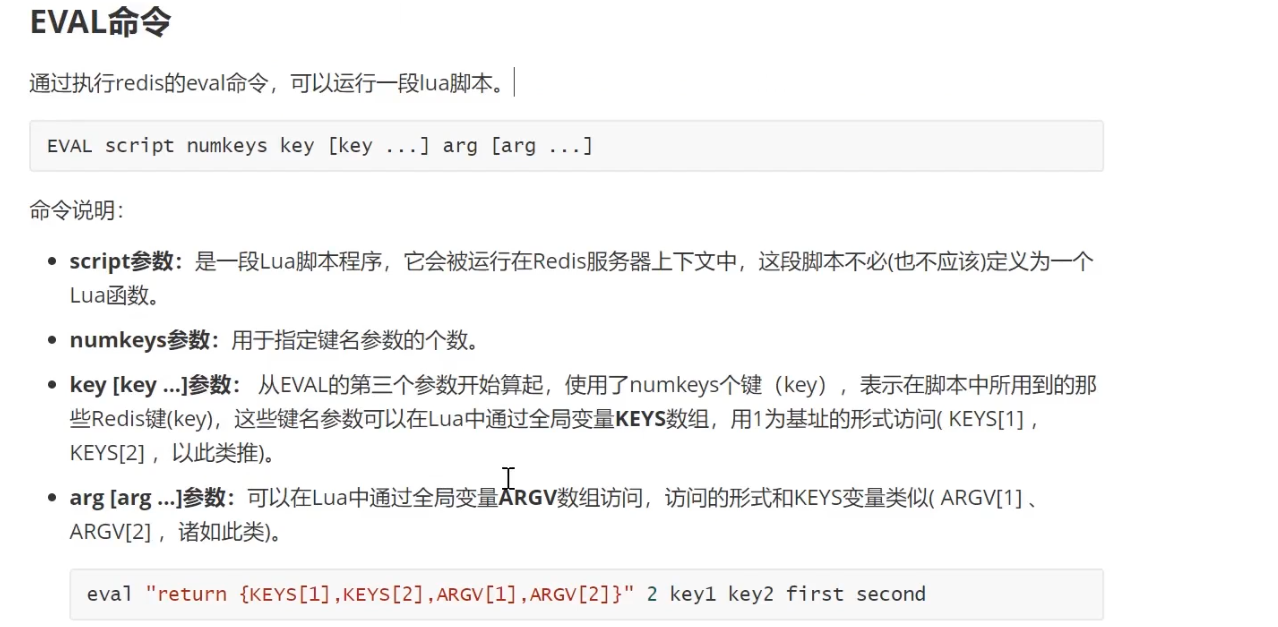 EVAL命令
通过执行redis的eval命令，可以运行一段lua脚本。
EVAL script numkeys key [key ...] arg [arg ...]
命令说明：
script参数：是一段Lua脚本程序，它会被运行在Redis服务器上下文中，这段脚本不必(也不应该)定义为一个
Lua函数。
numkeys参数：用于指定键名参数的个数。
key [key ...]参数： 从EVAL的第三个参数开始算起，使用了numkeys个键（key），表示在脚本中所用到的那
些Redis键(key)，这些键名参数可以在Lua中通过全局变量KEYS数组，用1为基址的形式访问( KEYS[1] ，
KEYS[2] ，以此类推)。
arg [arg ...]参数：可以在Lua中通过全局变量ARGV数组访问，访问的形式和KEYS变量类似( ARGV[1] 、
ARGV[2] ，诸如此类)。
eval "return {KEYS[1],KEYS[2],ARGV[1],ARGV[2]}" 2 key1 key2 first second